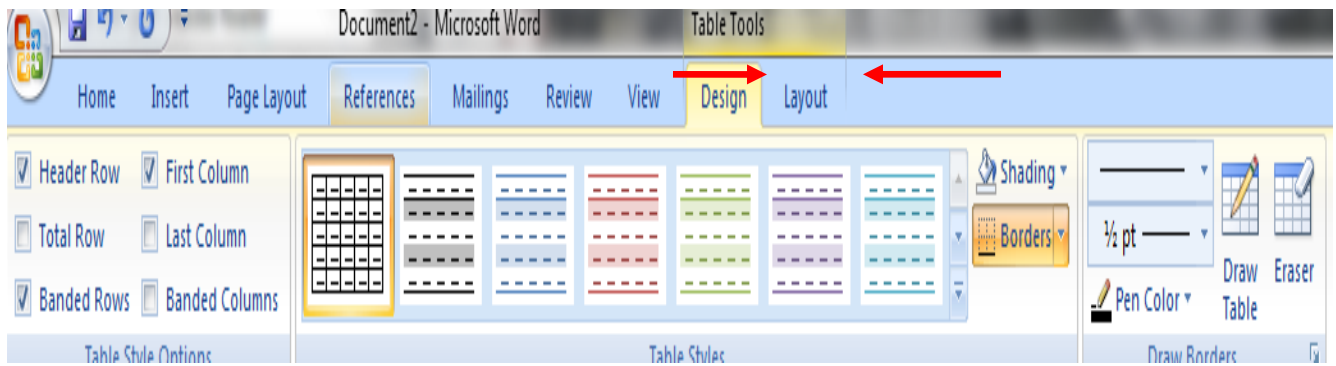 Document2 - Microsoft Word Table Tools
Home Insert Page Layout References Mailings Review View Design Layout
Header Row First Column Shading
Total Row Last Column Borders ½ pt
Banded Rows Banded Columns Pen Color Draw Table Eraser
Table Style Options Table Styles Draw Borders